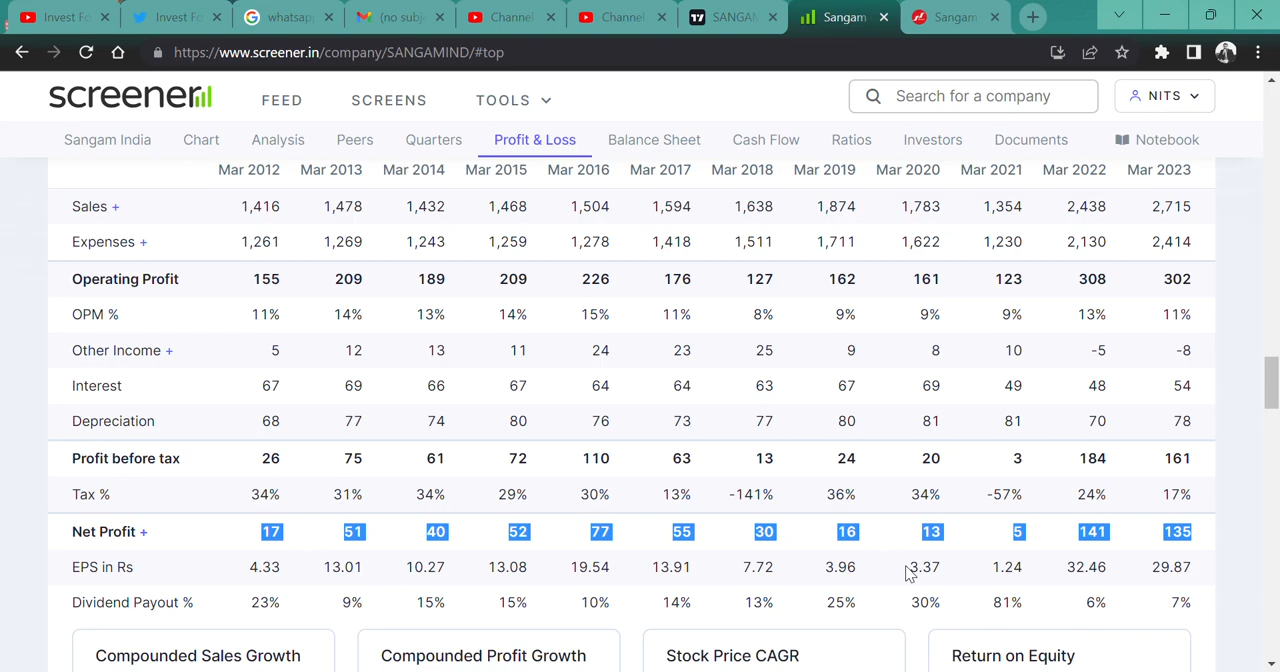 Invest Fo
Invest Fo
whatsap
(no subj
Channel
Channel
SANGAM
Sangam
Sangam
https://www.screener.in/company/SANGAMIND/#top
screener
FEED
SCREENS
TOOLS
Search for a company
NITS
Sangam India Chart Analysis Peers Quarters Profit & Loss Balance Sheet Cash Flow Ratios Investors Documents Notebook
Mar 2012 Mar 2013 Mar 2014 Mar 2015 Mar 2016 Mar 2017 Mar 2018 Mar 2019 Mar 2020 Mar 2021 Mar 2022 Mar 2023
Sales + 1,416 1,478 1,432 1,468 1,504 1,594 1,638 1,874 1,783 1,354 2,438 2,715
Expenses + 1,261 1,269 1,243 1,259 1,278 1,418 1,511 1,711 1,622 1,230 2,130 2,414
Operating Profit 155 209 189 209 226 176 127 162 161 123 308 302
OPM % 11% 14% 13% 14% 15% 11% 8% 9% 9% 9% 13% 11%
Other Income + 5 12 13 11 24 23 25 9 8 10 -5 -8
Interest 67 69 66 67 64 64 63 67 69 49 48 54
Depreciation 68 77 74 80 76 73 77 80 81 81 70 78
Profit before tax 26 75 61 72 110 63 13 24 20 3 184 161
Tax % 34% 31% 34% 29% 30% 13% -141% 36% 34% -57% 24% 17%
Net Profit + 17 51 40 52 77 55 30 16 13 5 141 135
EPS in Rs 4.33 13.01 10.27 13.08 19.54 13.91 7.72 3.96 3.37 1.24 32.46 29.87
Dividend Payout % 23% 9% 15% 15% 10% 14% 13% 25% 30% 81% 6% 7%
Compounded Sales Growth Compounded Profit Growth Stock Price CAGR Return on Equity